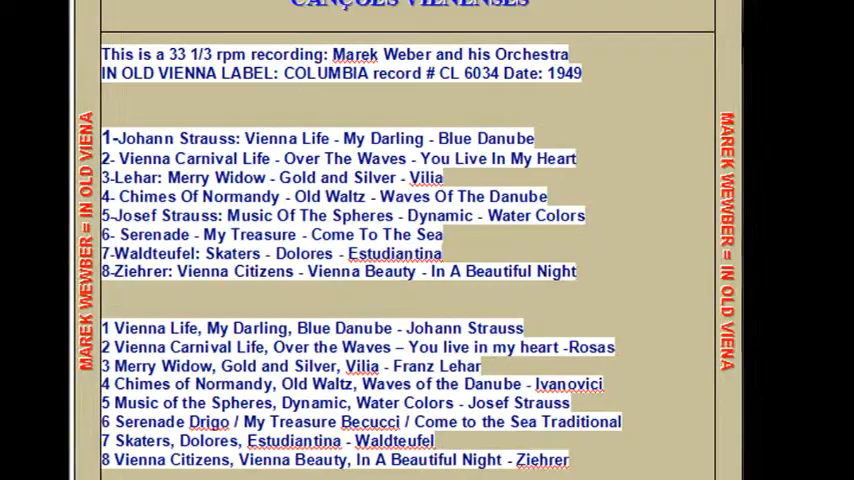 CANÇÕES VIENENSES
This is a 33 1/3 rpm recording: Marek Weber and his Orchestra
IN OLD VIENNA LABEL: COLUMBIA record # CL 6034 Date: 1949
1-Johann Strauss: Vienna Life - My Darling - Blue Danube
2- Vienna Carnival Life - Over The Waves - You Live In My Heart
3-Lehar: Merry Widow - Gold and Silver - Vilia
4- Chimes Of Normandy - Old Waltz - Waves Of The Danube
5-Josef Strauss: Music Of The Spheres - Dynamic - Water Colors
6- Serenade - My Treasure - Come To The Sea
7-Waldteufel: Skaters - Dolores - Estudiantina
8-Ziehrer: Vienna Citizens - Vienna Beauty - In A Beautiful Night
1 Vienna Life, My Darling, Blue Danube - Johann Strauss
2 Vienna Carnival Life, Over the Waves – You live in my heart -Rosas
3 Merry Widow, Gold and Silver, Vilia - Franz Lehar
4 Chimes of Normandy, Old Waltz, Waves of the Danube - Ivanovici
5 Music of the Spheres, Dynamic, Water Colors - Josef Strauss
6 Serenade Drigo / My Treasure Becucci / Come to the Sea Traditional
7 Skaters, Dolores, Estudiantina - Waldteufel
8 Vienna Citizens, Vienna Beauty, In A Beautiful Night - Ziehrer
MAREK WEWBER = IN OLD VIENA
MAREK WEWBER = IN OLD VIENA